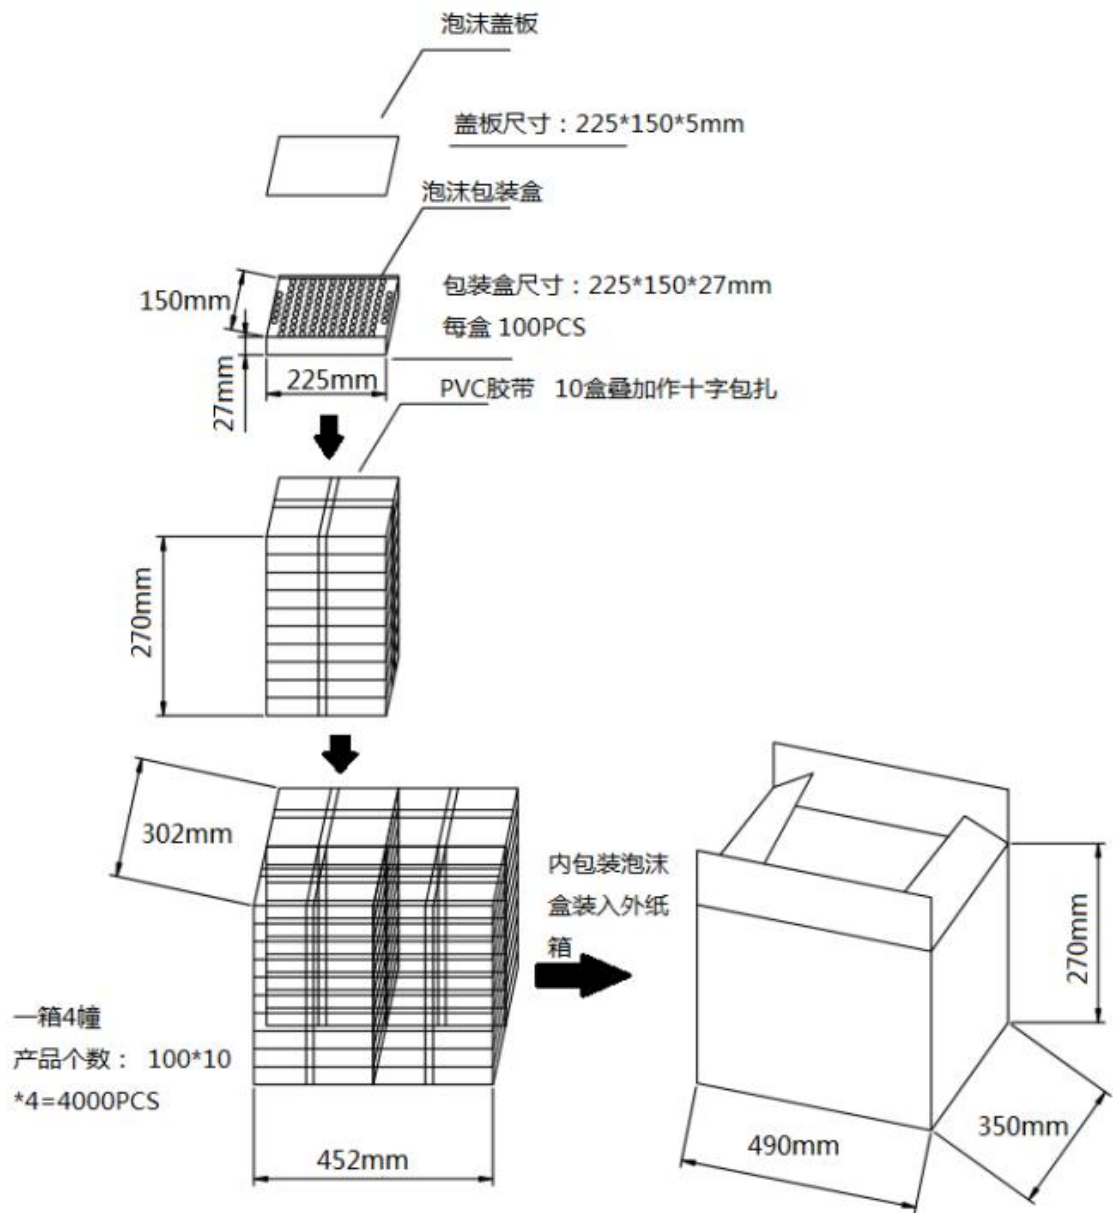 泡沫盖板
盖板尺寸：225*150*5mm
泡沫包装盒
150mm
包装盒尺寸：225*150*27mm
每盒 100PCS
27mm
225mm
PVC胶带 10盒叠加作十字包扎
270mm
302mm
内包装泡沫
盒装入外纸
箱
270mm
一箱4幢
产品个数： 100*10
*4=4000PCS
452mm
490mm
350mm